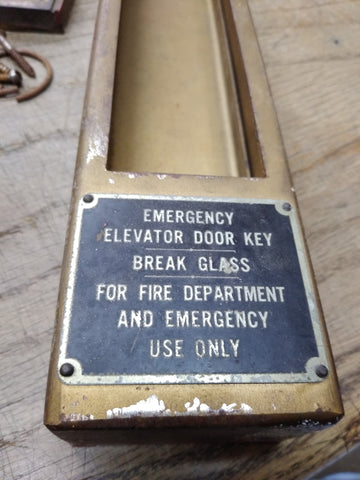 EMERGENCY
ELEVATOR DOOR KEY
BREAK GLASS
FOR FIRE DEPARTMENT
AND EMERGENCY
USE ONLY